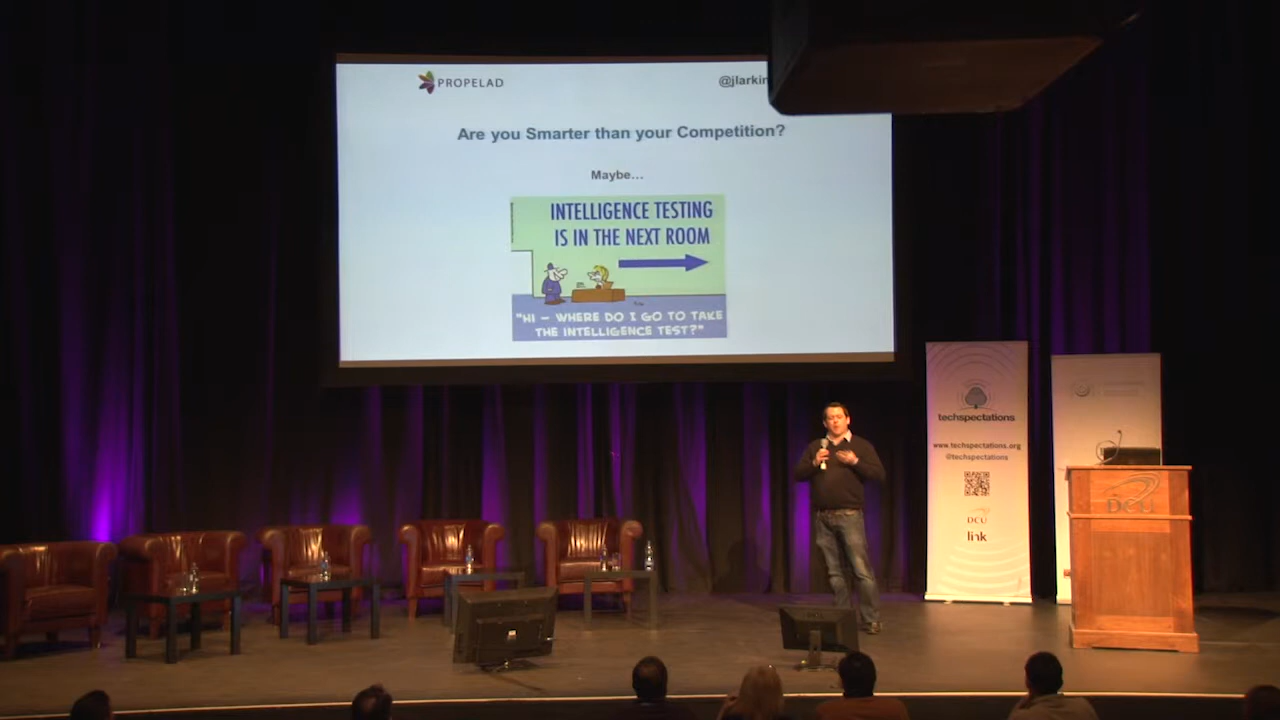 PROPELAD
@jlarkin
Are you Smarter than your Competition?
Maybe...
INTELLIGENCE TESTING
IS IN THE NEXT ROOM
"HI – WHERE DO I GO TO TAKE
THE INTELLIGENCE TEST?"
techspectations
www.techspectations.org
@techspectations
DCU
link
DCU